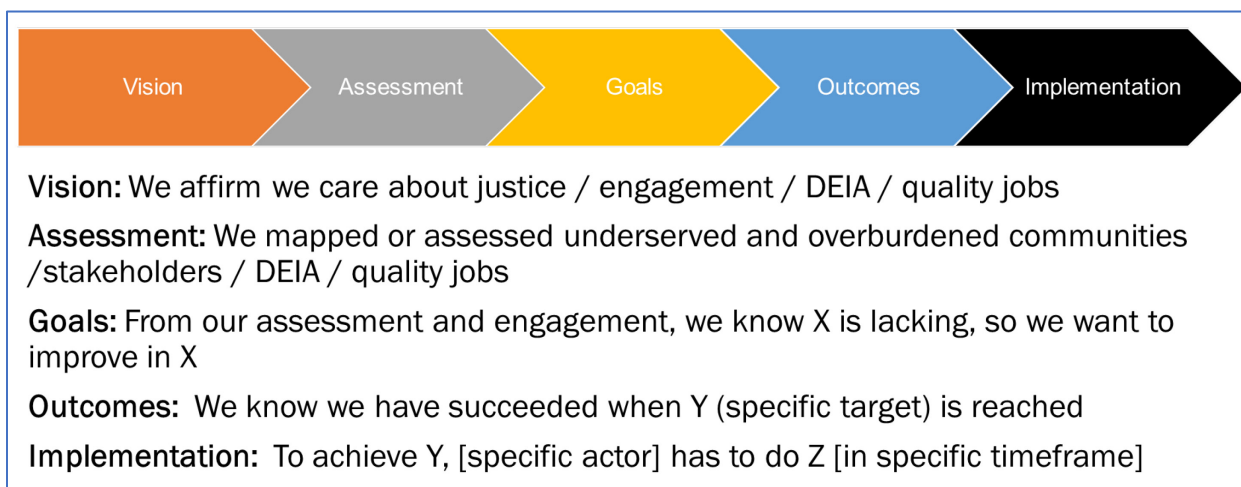 Vision
Assessment
Goals
Outcomes
Implementation
Vision: We affirm we care about justice / engagement / DEIA / quality jobs
Assessment: We mapped or assessed underserved and overburdened communities
/stakeholders / DEIA / quality jobs
Goals: From our assessment and engagement, we know X is lacking, so we want to
improve in X
Outcomes:  We know we have succeeded when Y (specific target) is reached
Implementation:  To achieve Y, [specific actor] has to do Z [in specific timeframe]